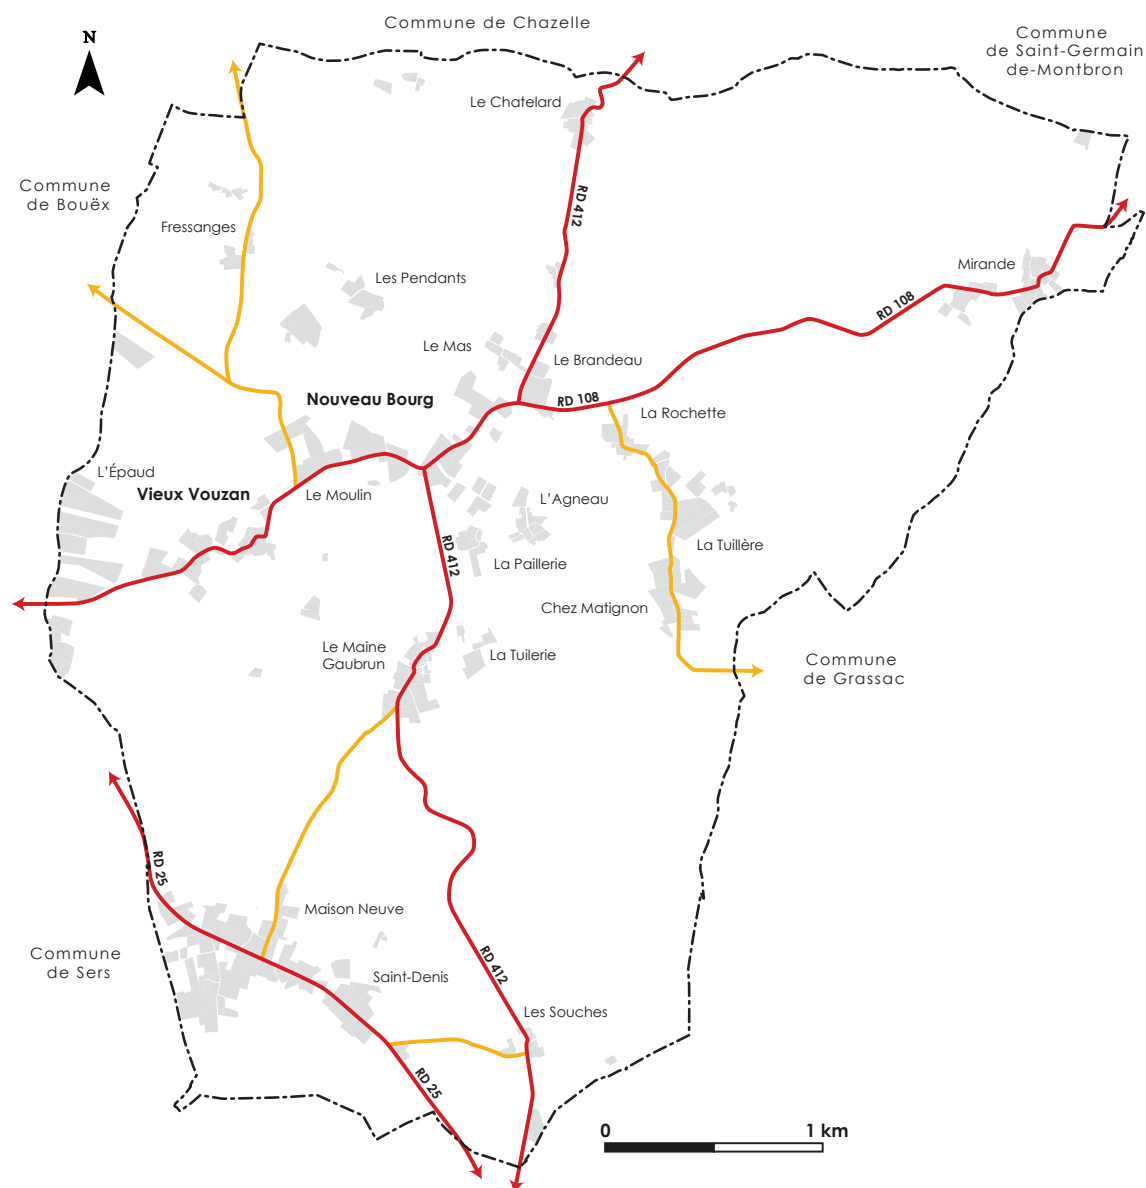 Commune de Chazelle
N
Commune
de Saint-Germain
de-Montbron
Le Chatelard
Commune
de Bouëx
RD 412
Fressanges
Mirande
Les Pendants
RD 108
Le Mas
Le Brandeau
Nouveau Bourg
RD 108
La Rochette
L'Épaud
Vieux Vouzan
Le Moulin
L'Agneau
RD 412
La Tuillère
La Paillerie
Chez Matignon
Le Maine
Gaubrun
La Tuilerie
Commune
de Grassac
RD 25
Maison Neuve
Commune
de Sers
RD 412
Saint-Denis
Les Souches
RD 25
0
1 km